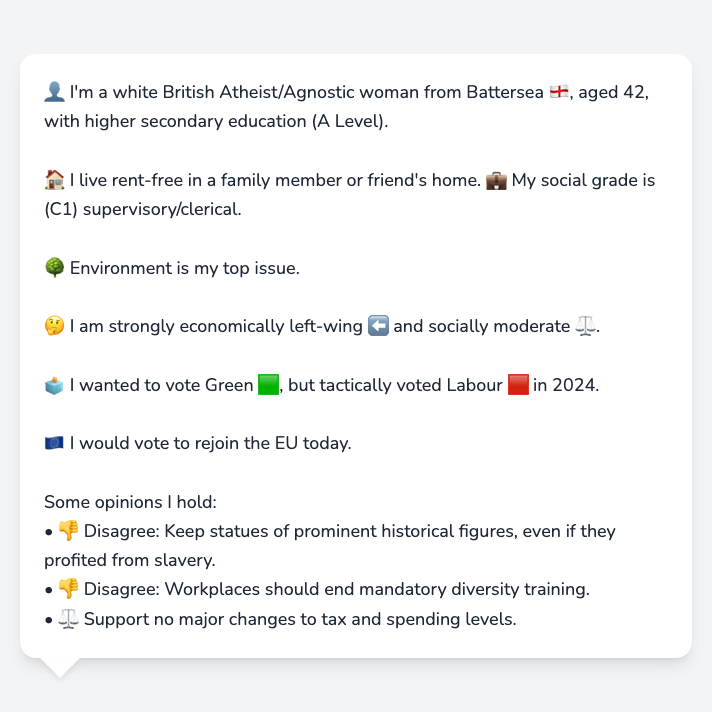 👤 I'm a white British Atheist/Agnostic woman from Battersea 🏴󠁧󠁢󠁥󠁮󠁧󠁿, aged 42,
with higher secondary education (A Level).
🏠 I live rent-free in a family member or friend's home. 💼 My social grade is
(C1) supervisory/clerical.
🌳 Environment is my top issue.
🤔 I am strongly economically left-wing ⬅️ and socially moderate ⚖️.
🗳️ I wanted to vote Green 🟩, but tactically voted Labour 🟥 in 2024.
🇪🇺 I would vote to rejoin the EU today.
Some opinions I hold:
• 👎 Disagree: Keep statues of prominent historical figures, even if they
profited from slavery.
• 👎 Disagree: Workplaces should end mandatory diversity training.
• ⚖️ Support no major changes to tax and spending levels.